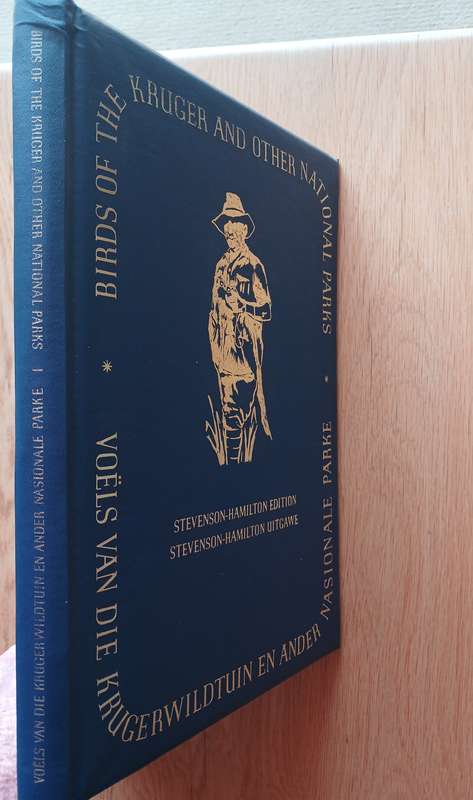 BIRDS OF THE KRUGER AND OTHER NATIONAL PARKS I VOËLS VAN DIE KRUGERWILDTUIN EN ANDER NASIONALE PARKE
BIRDS OF THE KRUGER AND OTHER NATIONAL PARKS
*
STEVENSON-HAMILTON EDITION
STEVENSON-HAMILTON UITGAWE
*
VOËLS VAN DIE KRUGERWILDTUIN EN ANDER NASIONALE PARKE